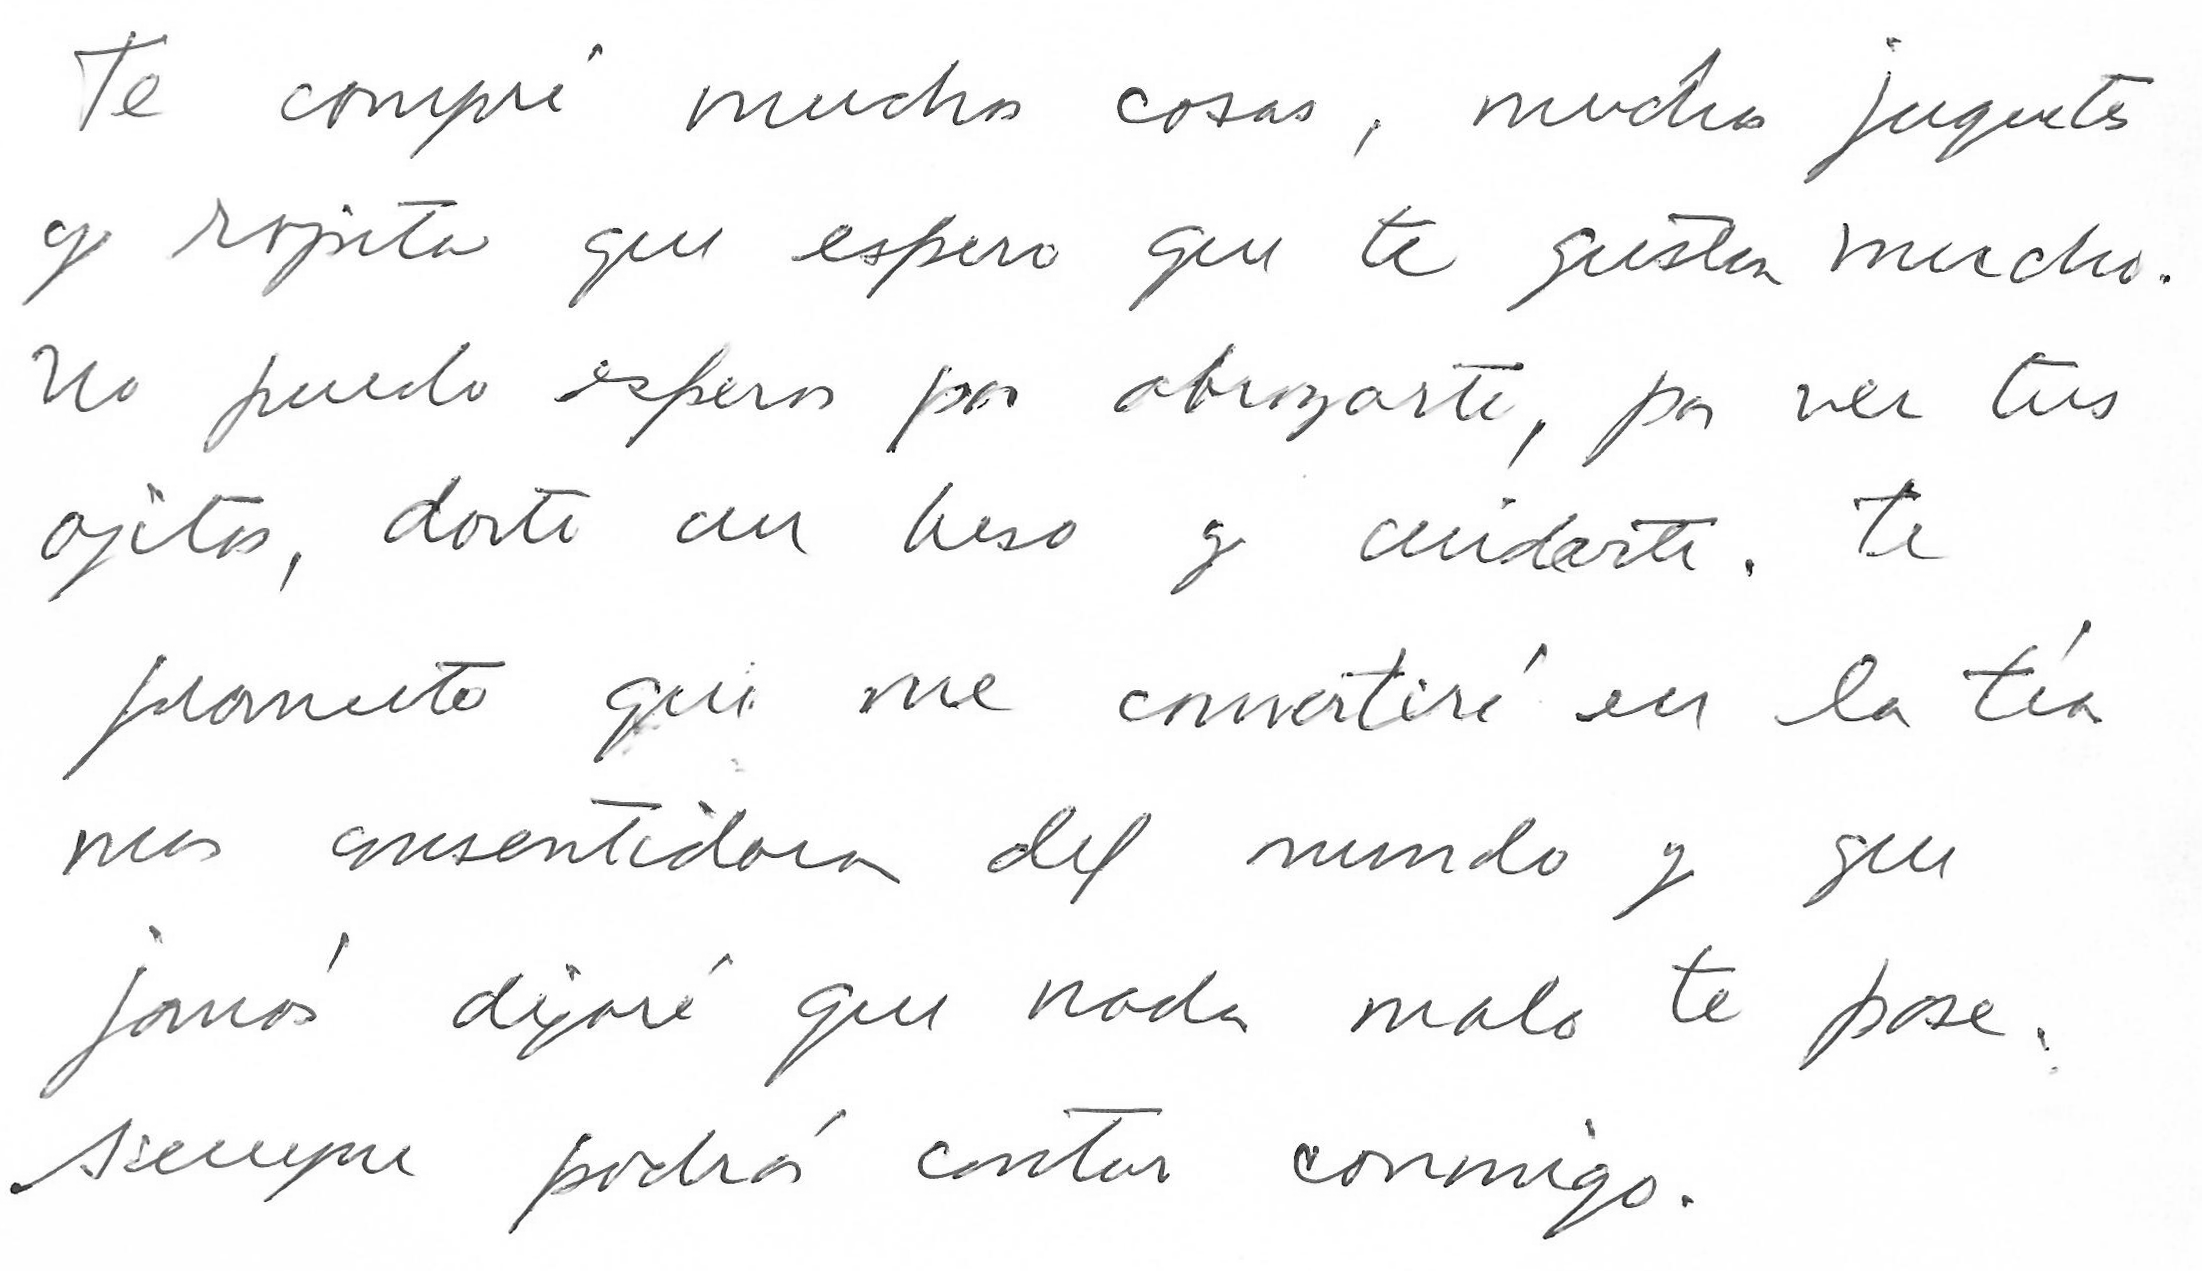 Te compré muchas cosas, muchos juguetes
y ropita que espero que te gusten mucho.
No puedo esperar por abrazarte, por ver tus
ojitos, darte un beso y cuidarte. Te
prometo que me convertiré en la tía
mas consentidora del mundo y que
jamás dejaré que nada malo te pase.
Siempre podrás contar conmigo.